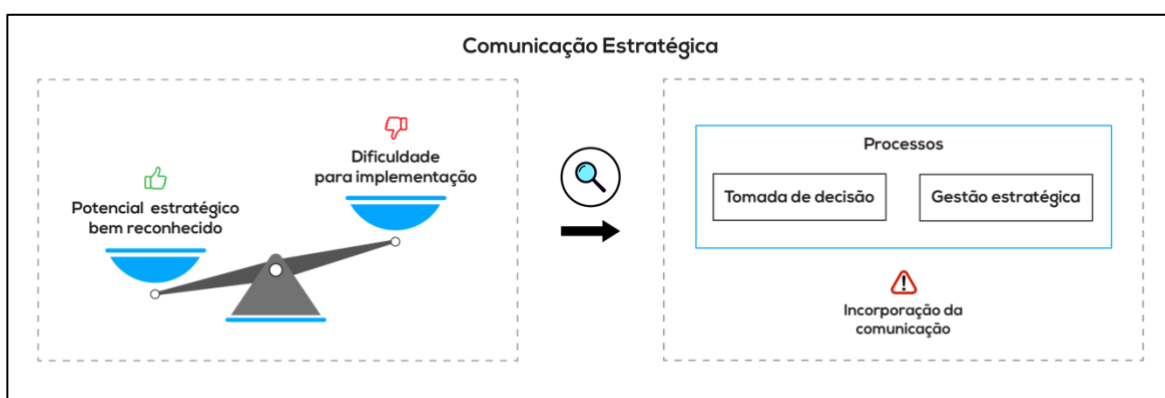 Comunicação Estratégica
Potencial estratégico
bem reconhecido
Dificuldade
para implementação
Processos
Tomada de decisão
Gestão estratégica
Incorporação da
comunicação